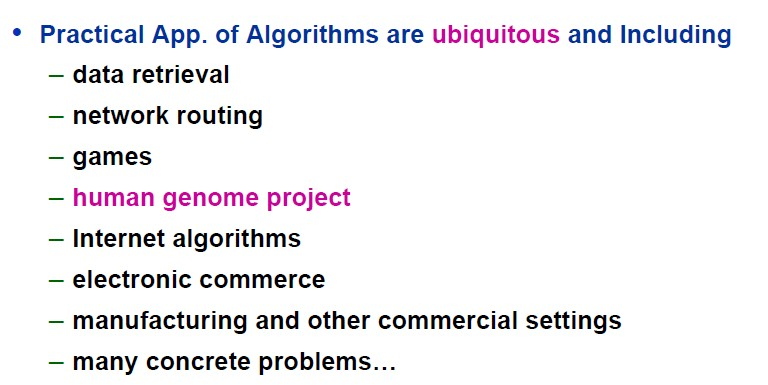 • Practical App. of Algorithms are ubiquitous and Including
– data retrieval
– network routing
– games
– human genome project
– Internet algorithms
– electronic commerce
– manufacturing and other commercial settings
– many concrete problems…